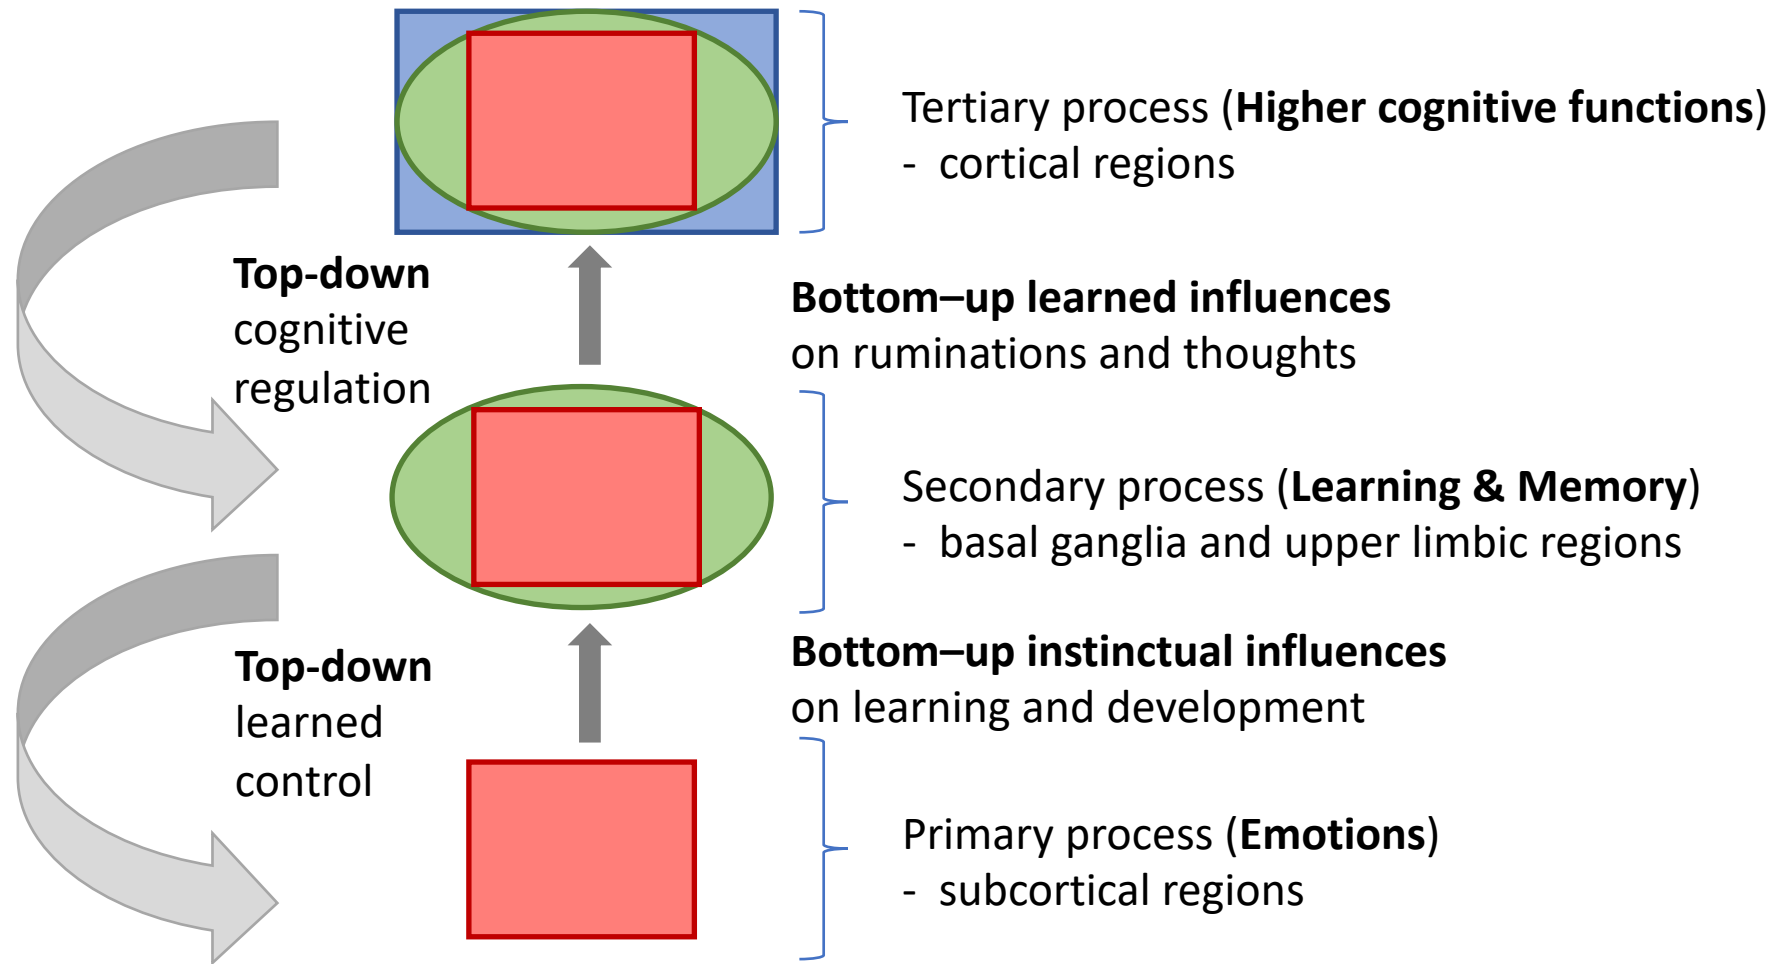 Tertiary process (Higher cognitive functions)
- cortical regions
Top-down
cognitive
regulation
Bottom–up learned influences
on ruminations and thoughts
Secondary process (Learning & Memory)
- basal ganglia and upper limbic regions
Top-down
learned
control
Bottom–up instinctual influences
on learning and development
Primary process (Emotions)
- subcortical regions